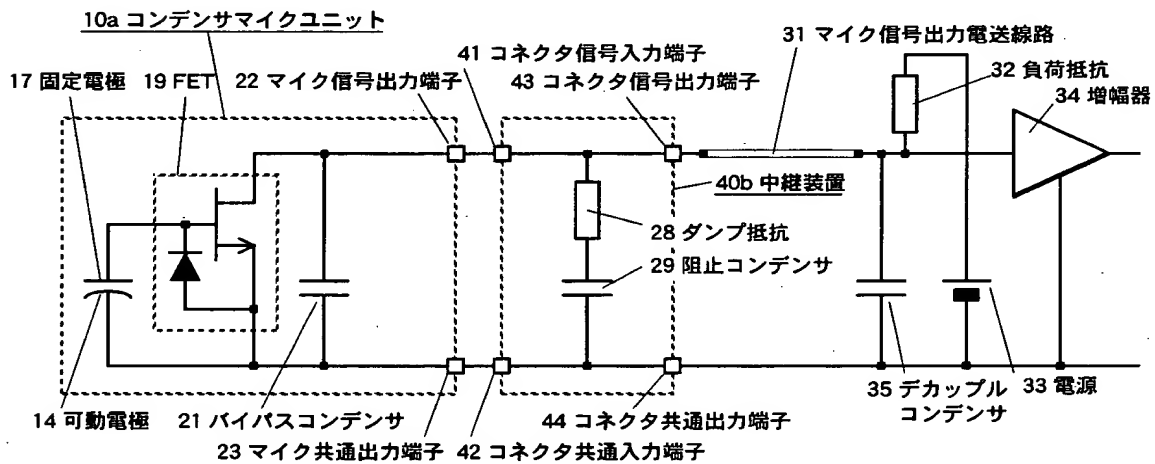 10a コンデンサマイクユニット
17 固定電極
19 FET
22 マイク信号出力端子
41 コネクタ信号入力端子
43 コネクタ信号出力端子
31 マイク信号出力電送線路
32 負荷抵抗
34 増幅器
40b 中継装置
28 ダンプ抵抗
29 阻止コンデンサ
14 可動電極
21 バイパスコンデンサ
23 マイク共通出力端子
42 コネクタ共通入力端子
44 コネクタ共通出力端子
35 デカップル
コンデンサ
33 電源